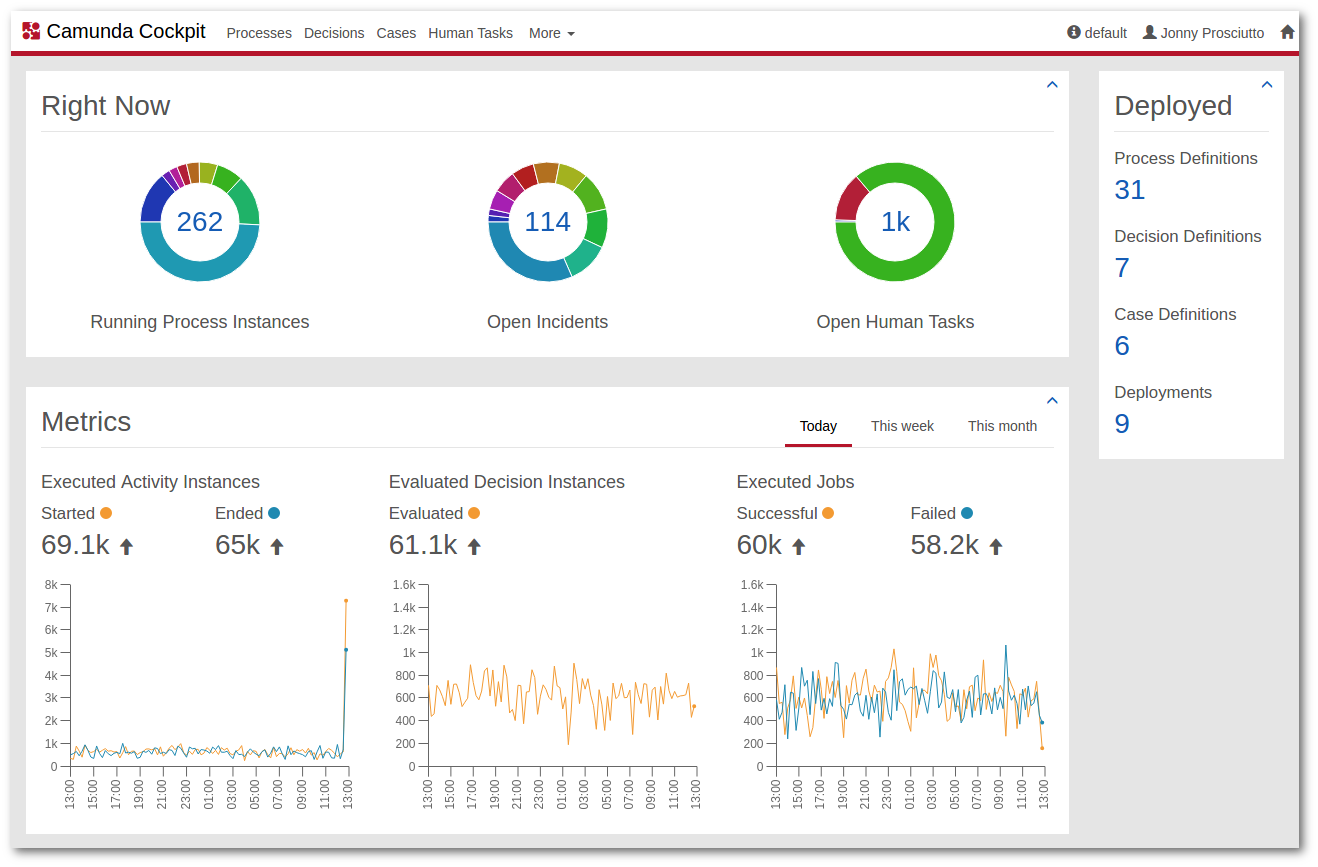 Camunda Cockpit Processes Decisions Cases Human Tasks More default Jonny Prosciutto
Right Now
262 114 1k
Running Process Instances Open Incidents Open Human Tasks
Deployed
Process Definitions
31
Decision Definitions
7
Case Definitions
6
Deployments
9
Metrics Today This week This month
Executed Activity Instances
Started Ended
69.1k 65k
8k
7k
6k
5k
4k
3k
2k
1k
0
13:00 15:00 17:00 19:00 21:00 23:00 01:00 03:00 05:00 07:00 09:00 11:00 13:00
Evaluated Decision Instances
Evaluated
61.1k
1.6k
1.4k
1.2k
1k
800
600
400
200
0
13:00 15:00 17:00 19:00 21:00 23:00 01:00 03:00 05:00 07:00 09:00 11:00 13:00
Executed Jobs
Successful Failed
60k 58.2k
1.6k
1.4k
1.2k
1k
800
600
400
200
0
13:00 15:00 17:00 19:00 21:00 23:00 01:00 03:00 05:00 07:00 09:00 11:00 13:00